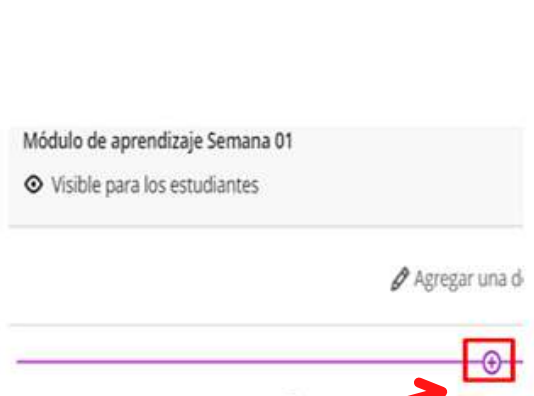 Módulo de aprendizaje Semana 01
Visible para los estudiantes
Agregar una d